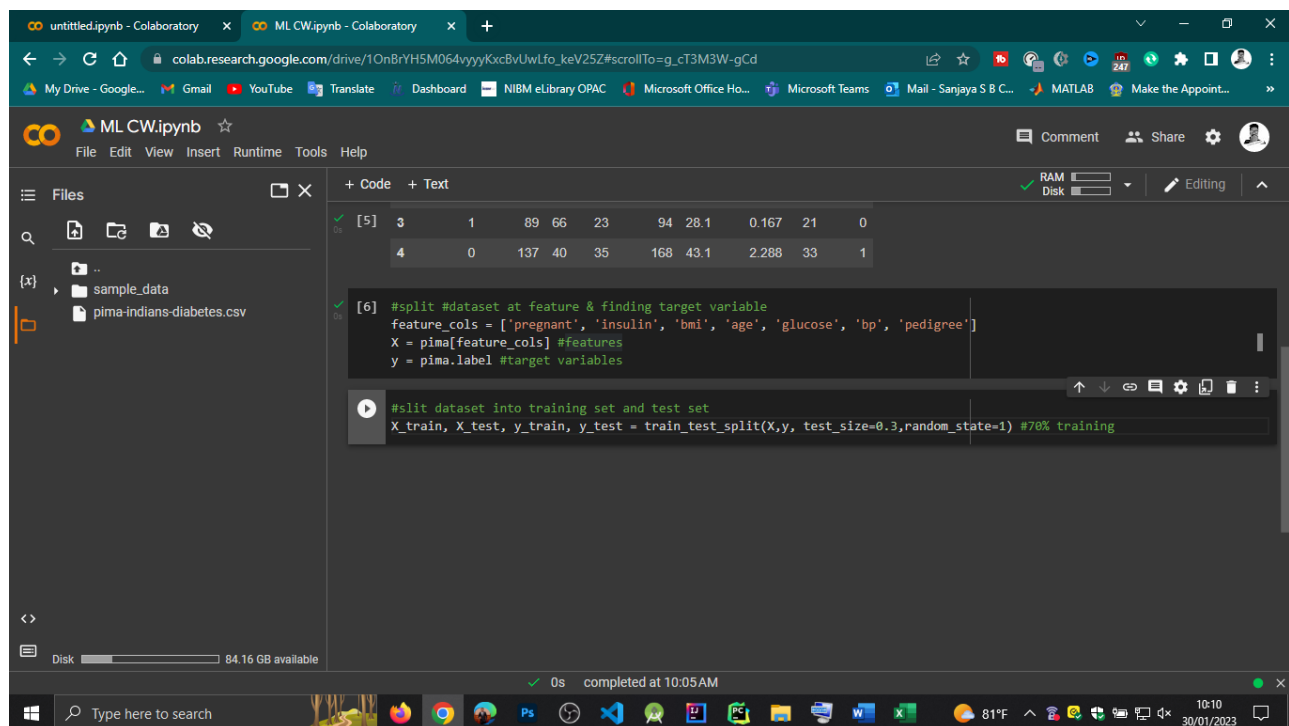 untittled.ipynb - Colaboratory
ML CW.ipynb - Colaboratory
colab.research.google.com/drive/1OnBrYH5M064vyyyKxcBvUwLfo_keV25Z#scrollTo=g_cT3M3W-gCd
247
My Drive - Google... Gmail YouTube Translate Dashboard NIBM eLibrary OPAC Microsoft Office Ho... Microsoft Teams Mail - Sanjaya S B C... MATLAB Make the Appoint... »
ML CW.ipynb
Comment Share
File Edit View Insert Runtime Tools Help
Files
+ Code + Text
RAM
Disk
Editing
[5] 3 1 89 66 23 94 28.1 0.167 21 0
0s
4 0 137 40 35 168 43.1 2.288 33 1
{x}
..
sample_data
pima-indians-diabetes.csv
[6] #split #dataset at feature & finding target variable
0s
feature_cols = ['pregnant', 'insulin', 'bmi', 'age', 'glucose', 'bp', 'pedigree']
X = pima[feature_cols] #features
y = pima.label #target variables
#slit dataset into training set and test set
X_train, X_test, y_train, y_test = train_test_split(X,y, test_size=0.3,random_state=1) #70% training
<>
Disk 84.16 GB available
0s completed at 10:05 AM
Type here to search
Ps
81°F
10:10
30/01/2023